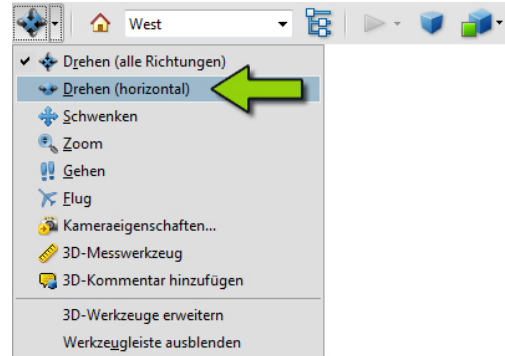 West
Drehen (alle Richtungen)
Drehen (horizontal)
Schwenken
Zoom
Gehen
Flug
Kameraeigenschaften...
3D-Messwerkzeug
3D-Kommentar hinzufügen
3D-Werkzeuge erweitern
Werkzeugleiste ausblenden